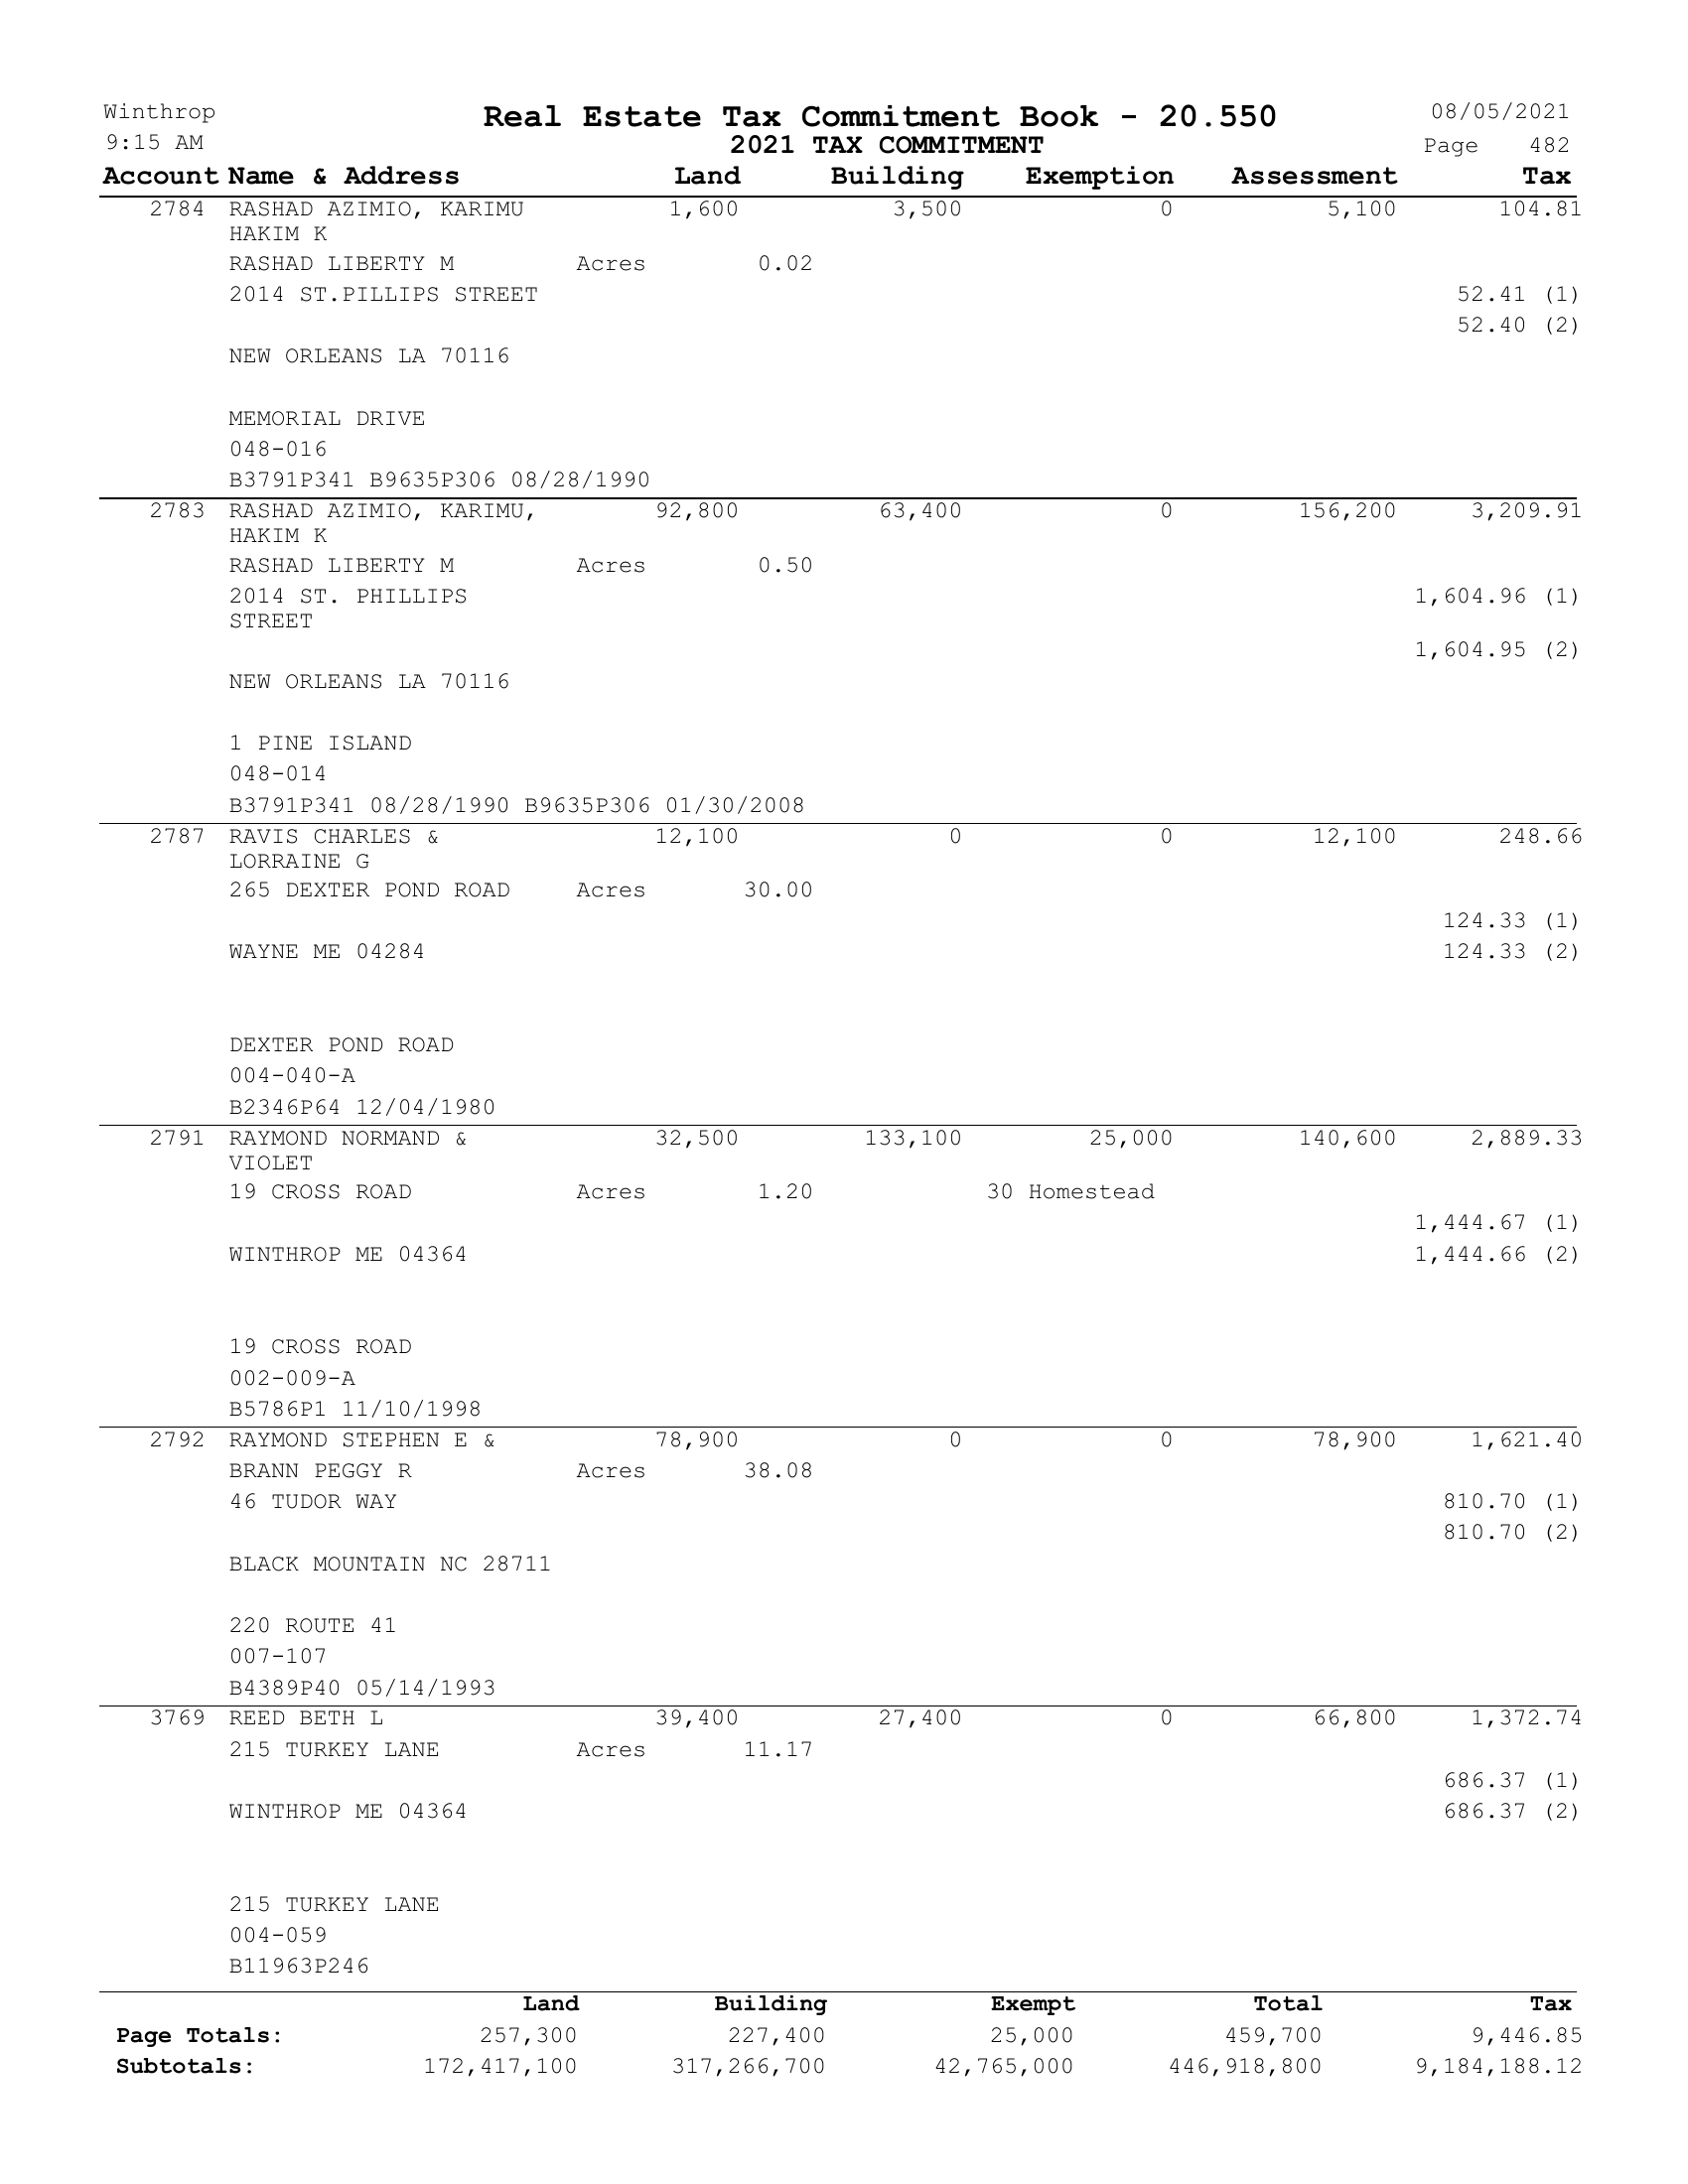 Winthrop Real Estate Tax Commitment Book - 20.550 08/05/2021
9:15 AM 2021 TAX COMMITMENT Page 482
Account Name & Address Land Building Exemption Assessment Tax
2784 RASHAD AZIMIO, KARIMU 1,600 3,500 0 5,100 104.81
HAKIM K
RASHAD LIBERTY M Acres 0.02
2014 ST.PILLIPS STREET 52.41 (1)
52.40 (2)
NEW ORLEANS LA 70116
MEMORIAL DRIVE
048-016
B3791P341 B9635P306 08/28/1990
2783 RASHAD AZIMIO, KARIMU, 92,800 63,400 0 156,200 3,209.91
HAKIM K
RASHAD LIBERTY M Acres 0.50
2014 ST. PHILLIPS 1,604.96 (1)
STREET
1,604.95 (2)
NEW ORLEANS LA 70116
1 PINE ISLAND
048-014
B3791P341 08/28/1990 B9635P306 01/30/2008
2787 RAVIS CHARLES & 12,100 0 0 12,100 248.66
LORRAINE G
265 DEXTER POND ROAD Acres 30.00
124.33 (1)
WAYNE ME 04284 124.33 (2)
DEXTER POND ROAD
004-040-A
B2346P64 12/04/1980
2791 RAYMOND NORMAND & 32,500 133,100 25,000 140,600 2,889.33
VIOLET
19 CROSS ROAD Acres 1.20 30 Homestead
1,444.67 (1)
WINTHROP ME 04364 1,444.66 (2)
19 CROSS ROAD
002-009-A
B5786P1 11/10/1998
2792 RAYMOND STEPHEN E & 78,900 0 0 78,900 1,621.40
BRANN PEGGY R Acres 38.08
46 TUDOR WAY 810.70 (1)
810.70 (2)
BLACK MOUNTAIN NC 28711
220 ROUTE 41
007-107
B4389P40 05/14/1993
3769 REED BETH L 39,400 27,400 0 66,800 1,372.74
215 TURKEY LANE Acres 11.17
686.37 (1)
WINTHROP ME 04364 686.37 (2)
215 TURKEY LANE
004-059
B11963P246
Land Building Exempt Total Tax
Page Totals: 257,300 227,400 25,000 459,700 9,446.85
Subtotals: 172,417,100 317,266,700 42,765,000 446,918,800 9,184,188.12